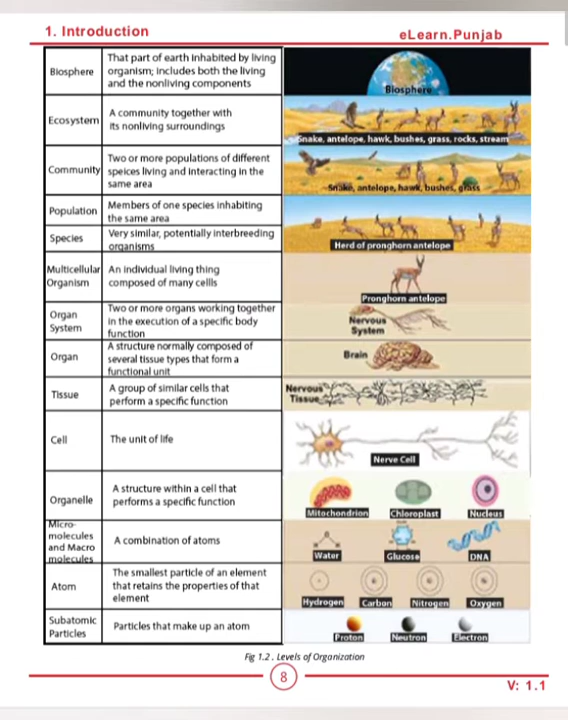 1. Introduction
eLearn.Punjab
Biosphere
That part of earth inhabited by living
organism; includes both the living
and the nonliving components
Biosphere
Ecosystem
A community together with
its nonliving surroundings
Snake, antelope, hawk, bushes, grass, rocks, stream
Community
Two or more populations of different
speices living and interacting in the
same area
Snake, antelope, hawk, bushes, grass
Population
Members of one species inhabiting
the same area
Species
Very similar, potentially interbreeding
organisms
Herd of pronghorn antelope
Multicellular
Organism
An individual living thing
composed of many cellls
Pronghorn antelope
Organ
System
Two or more organs working together
in the execution of a specific body
function
Nervous
System
Organ
A structure normally composed of
several tissue types that form a
functional unit
Brain
Tissue
A group of similar cells that
perform a specific function
Nervous
Tissue
Cell
The unit of life
Nerve Cell
Organelle
A structure within a cell that
performs a specific function
Mitochondrion
Chloroplast
Nucleus
Micro-
molecules
and Macro
molecules
A combination of atoms
Water
Glucose
DNA
Atom
The smallest particle of an element
that retains the properties of that
element
Hydrogen
Carbon
Nitrogen
Oxygen
Subatomic
Particles
Particles that make up an atom
Proton
Neutron
Electron
Fig 1.2 . Levels of Organization
8
V: 1.1